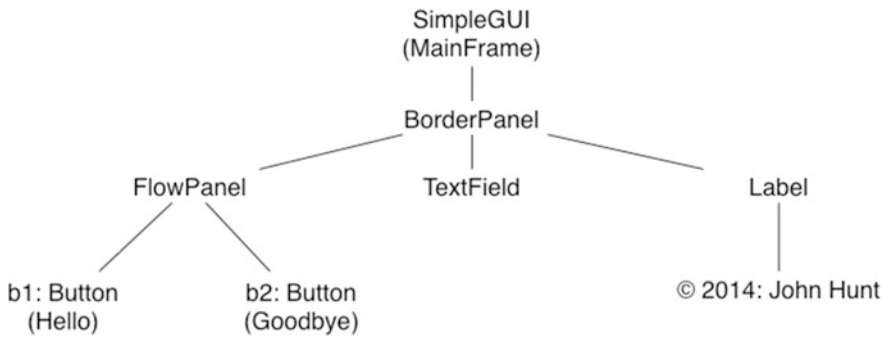 SimpleGUI
(MainFrame)
BorderPanel
FlowPanel
TextField
Label
b1: Button
(Hello)
b2: Button
(Goodbye)
© 2014: John Hunt